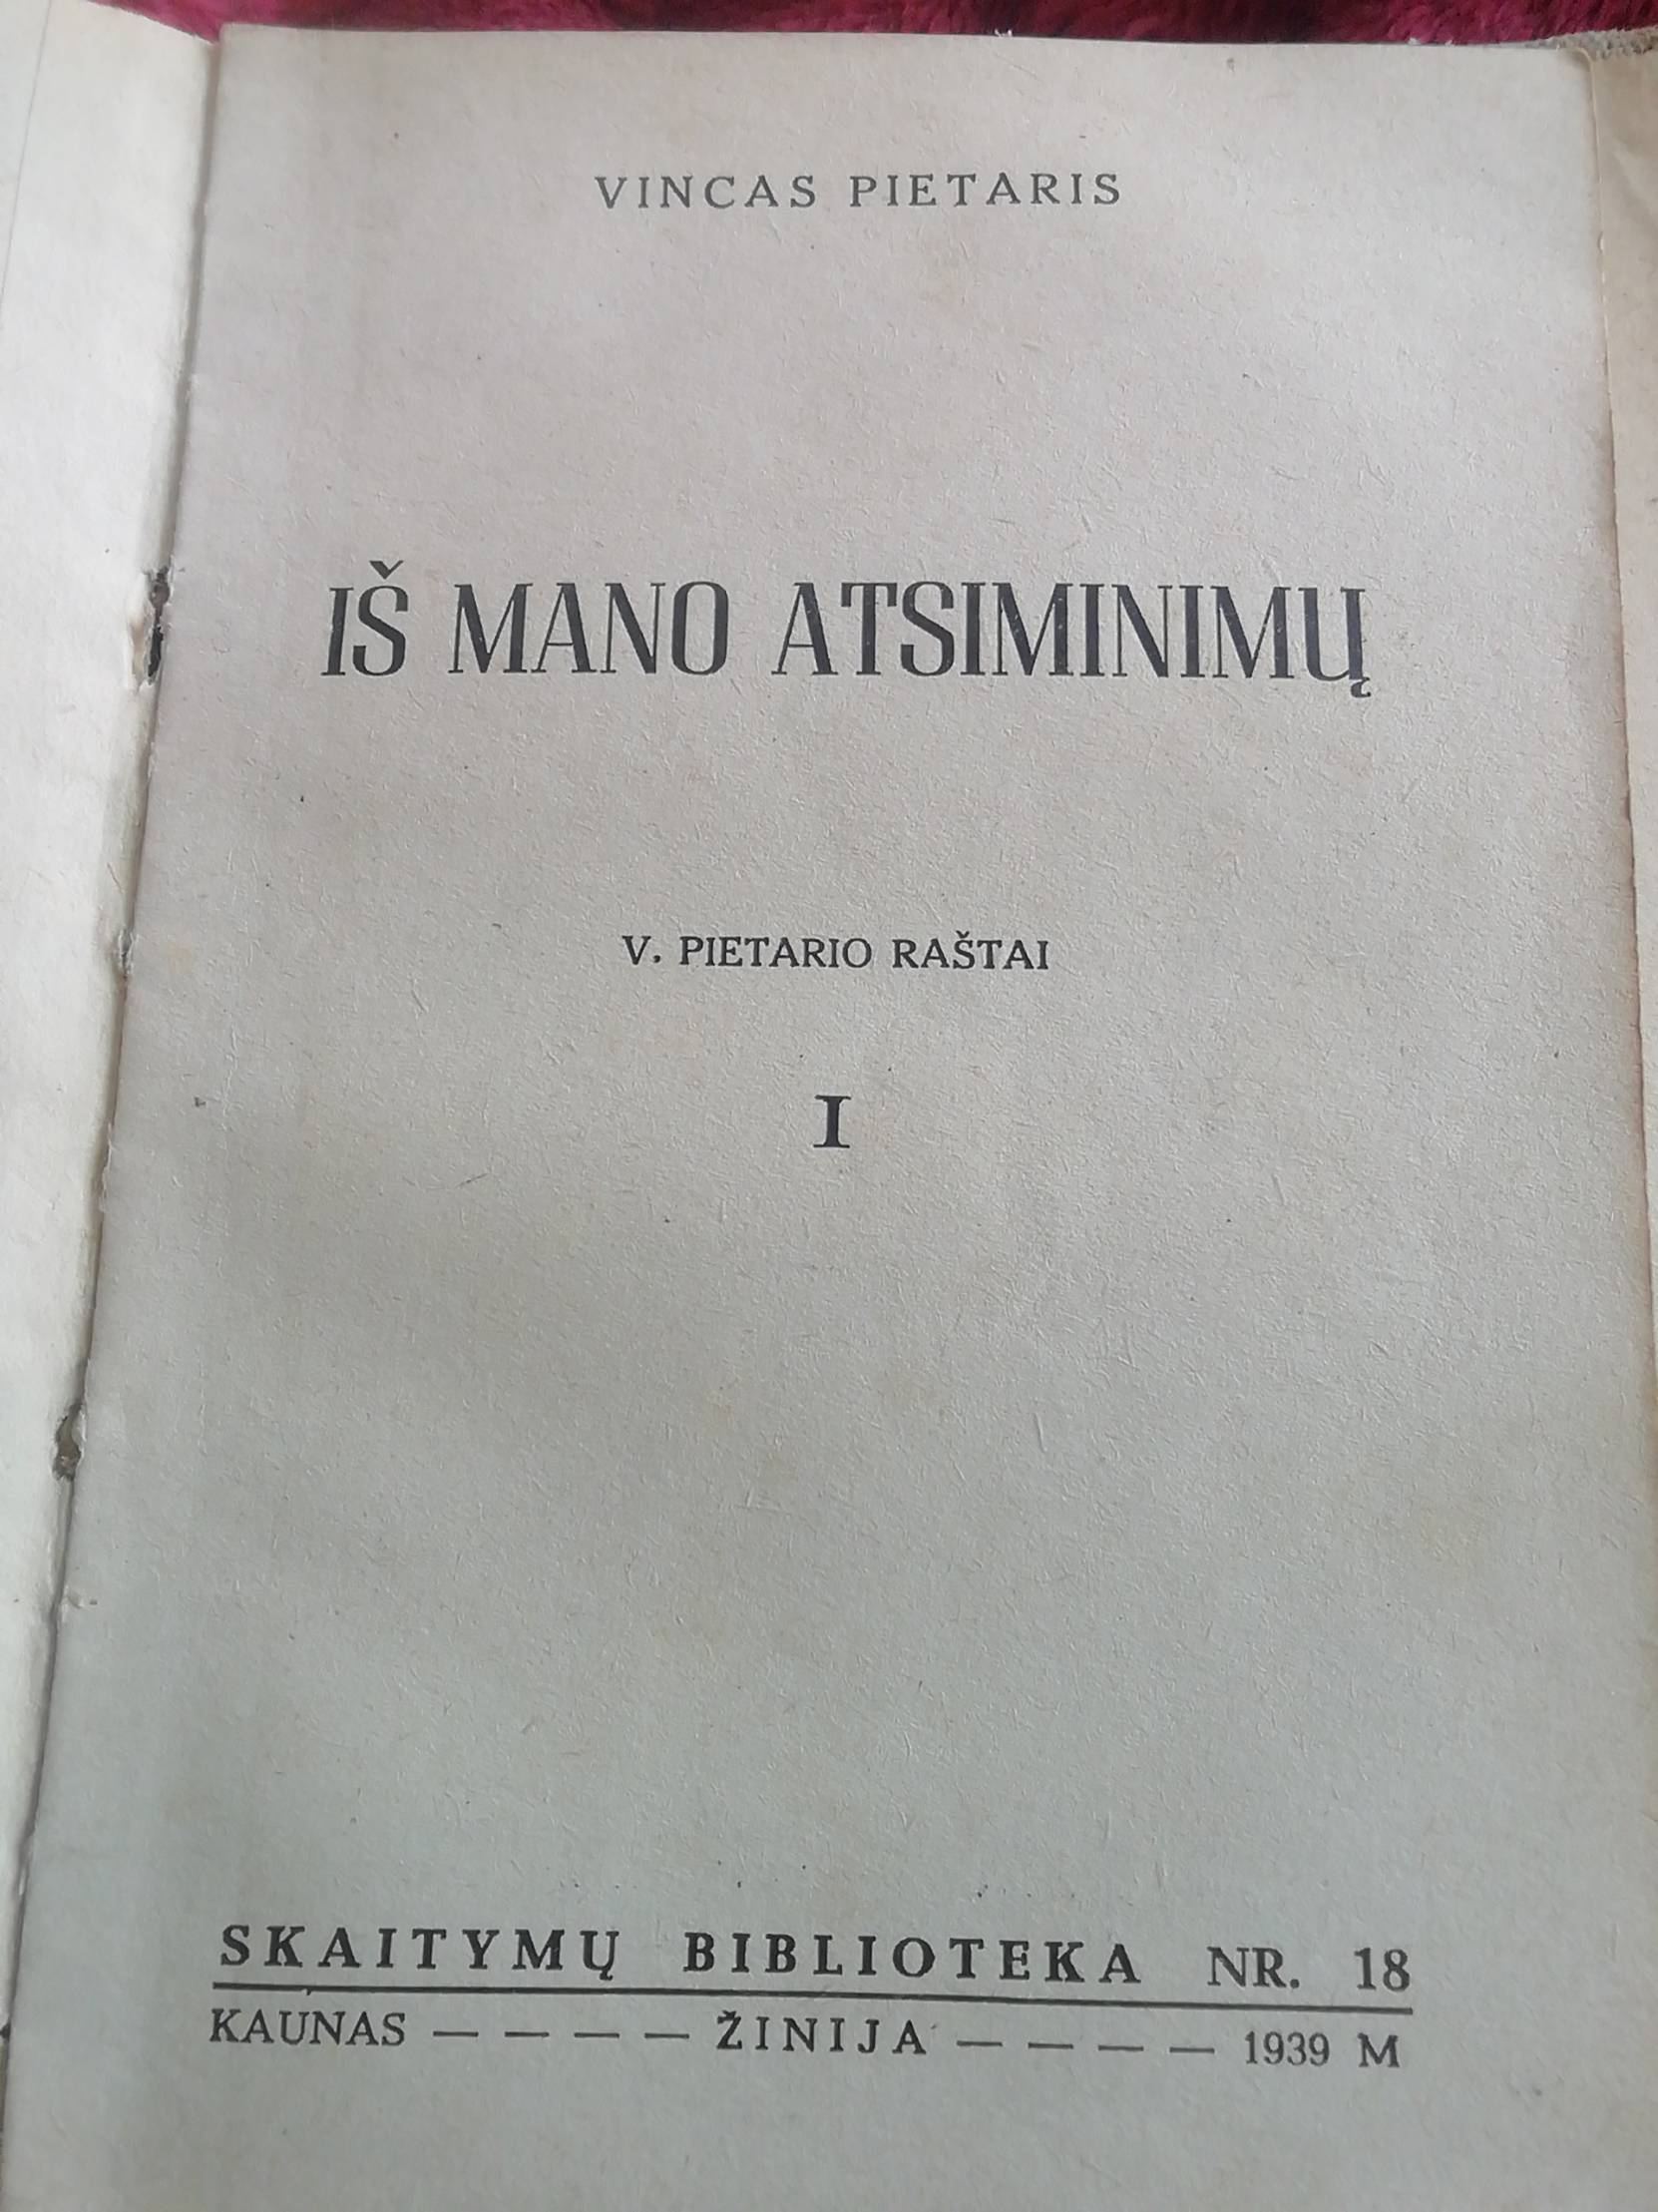 VINCAS PIETARIS
IŠ MANO ATSIMINIMŲ
V. PIETARIO RAŠTAI
I
SKAITYMŲ BIBLIOTEKA NR. 18
KAUNAS — — — — ŽINIJA — — — — 1939 M